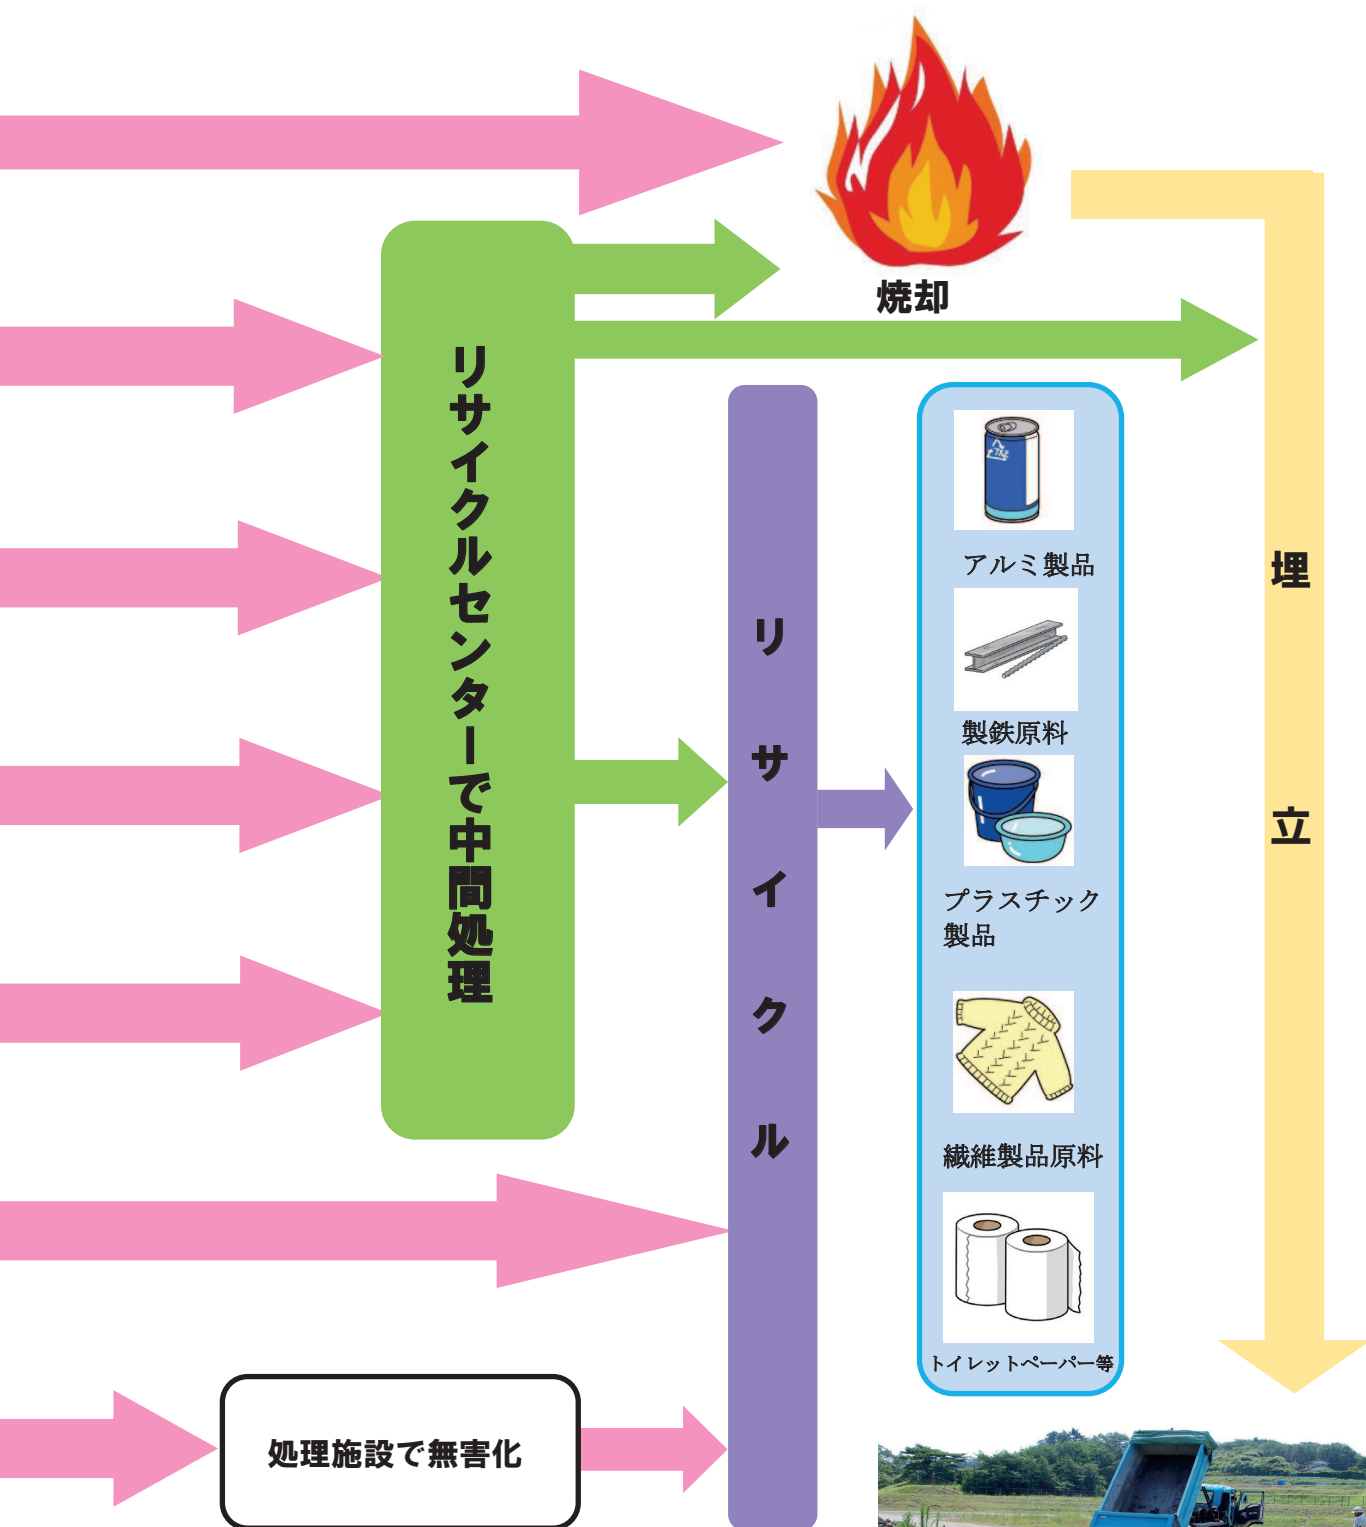 焼却
リサイクルセンターで中間処理
リサイクル
アルミ製品
製鉄原料
プラスチック
製品
繊維製品原料
トイレットペーパー等
埋立
処理施設で無害化